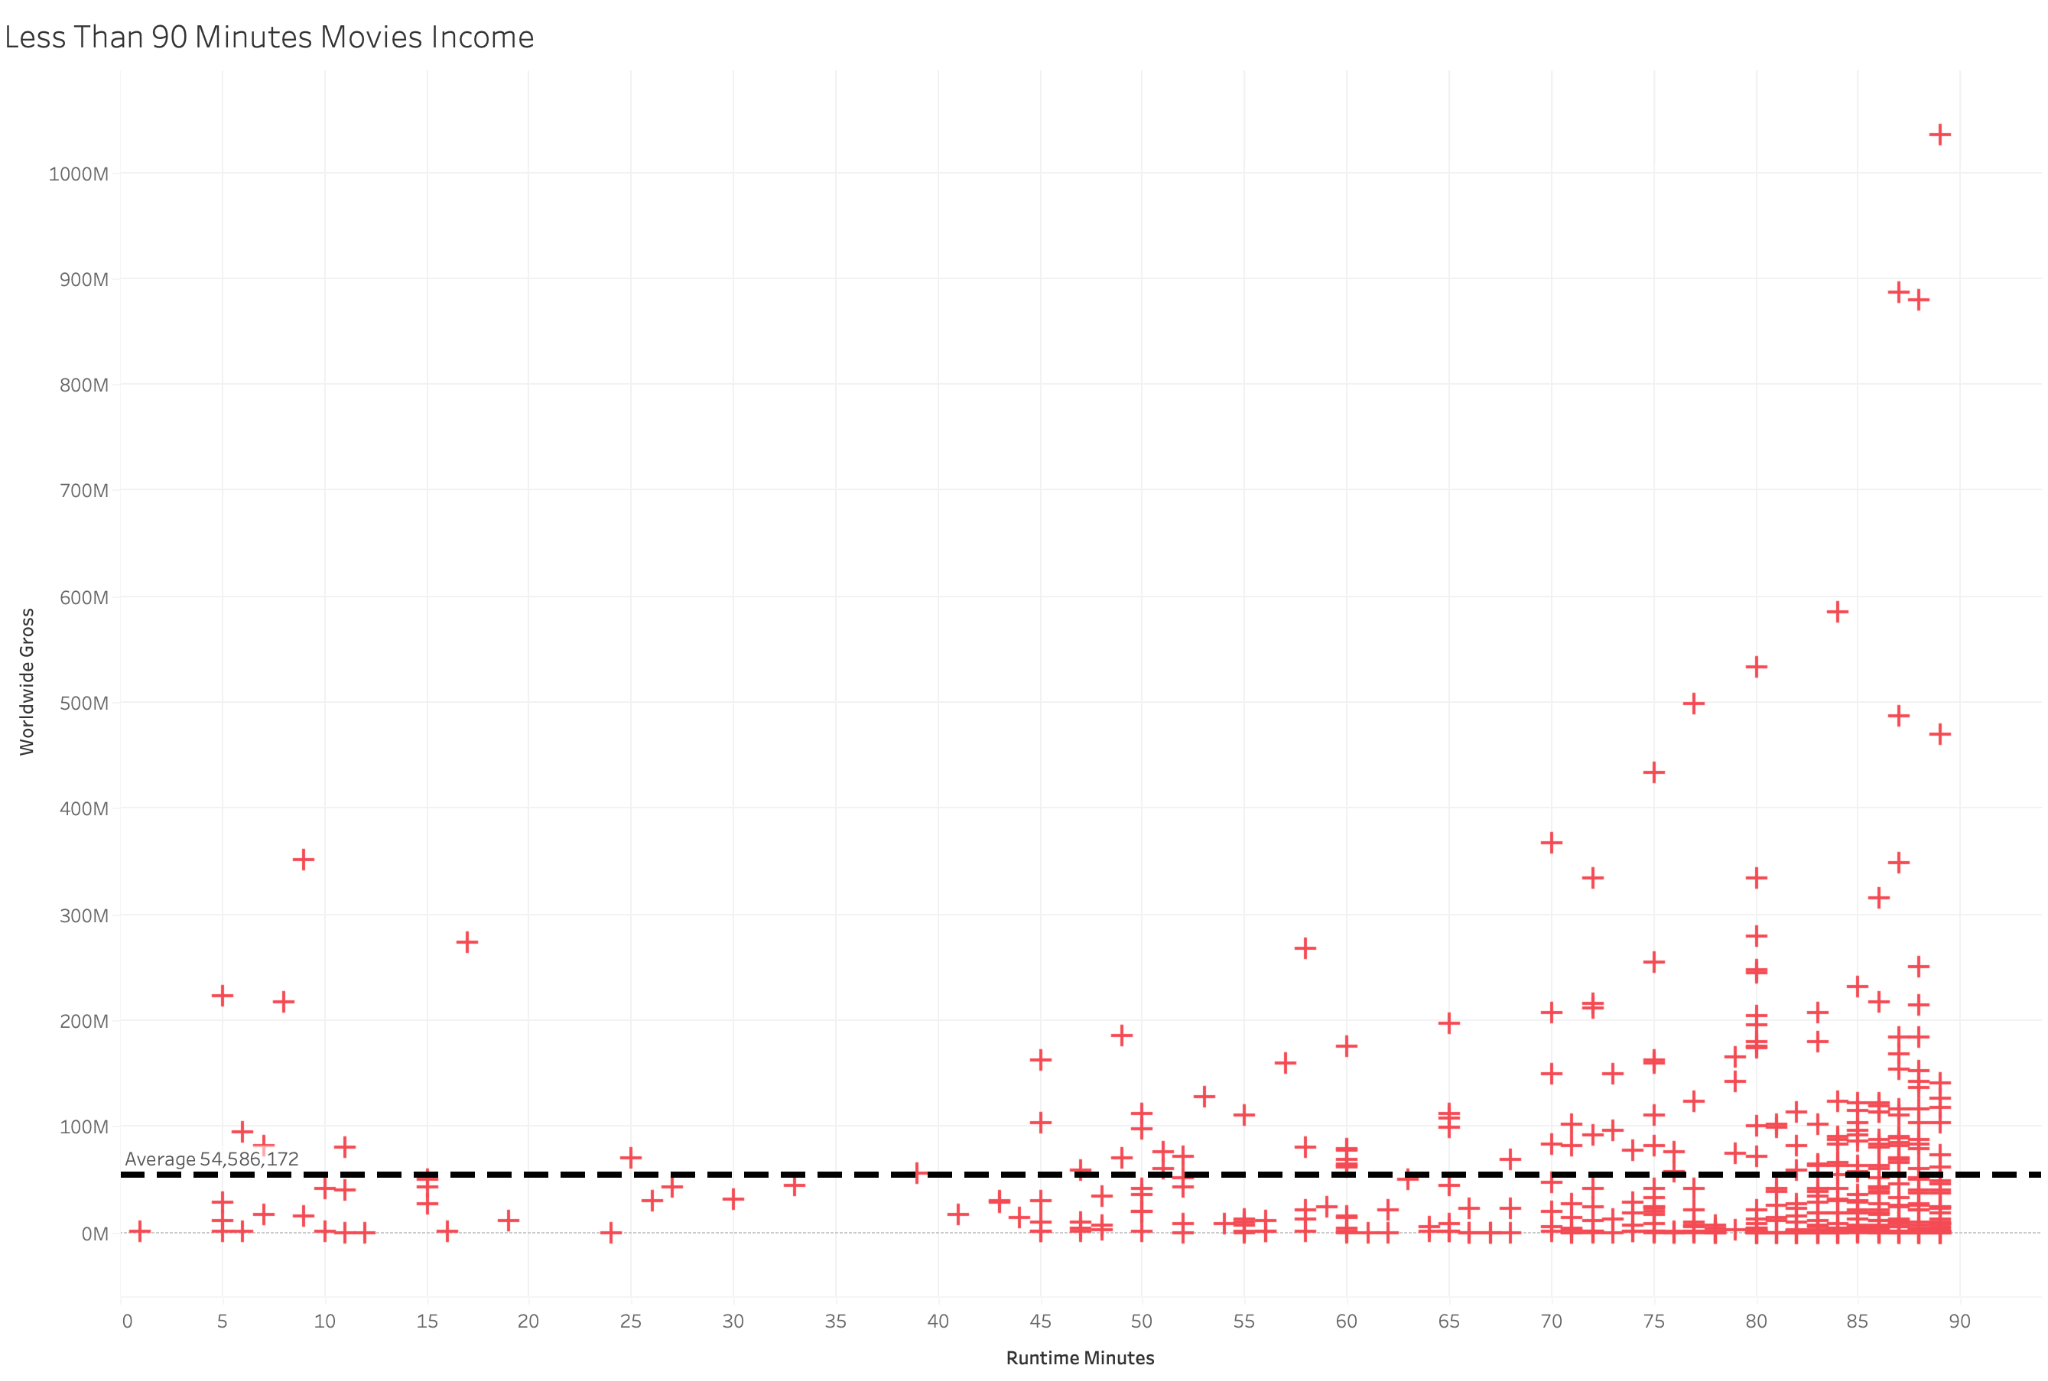 Less Than 90 Minutes Movies Income
1000M
900M
800M
700M
600M
500M
400M
300M
200M
100M
0M
Worldwide Gross
Average 54,586,172
0 5 10 15 20 25 30 35 40 45 50 55 60 65 70 75 80 85 90
Runtime Minutes